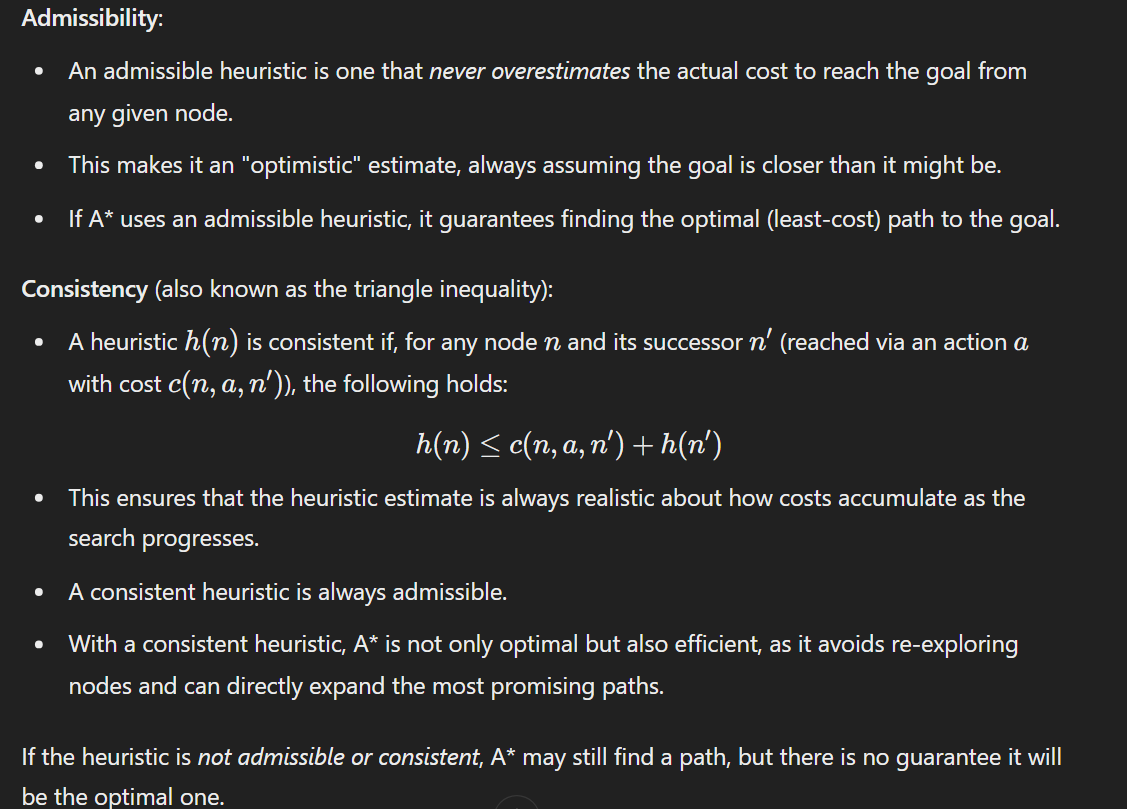 Admissibility:
• An admissible heuristic is one that never overestimates the actual cost to reach the goal from
any given node.
• This makes it an "optimistic" estimate, always assuming the goal is closer than it might be.
• If A* uses an admissible heuristic, it guarantees finding the optimal (least-cost) path to the goal.
Consistency (also known as the triangle inequality):
• A heuristic h(n) is consistent if, for any node n and its successor n′ (reached via an action a
with cost c(n, a, n′)), the following holds:
h(n) ≤ c(n, a, n′) + h(n′)
• This ensures that the heuristic estimate is always realistic about how costs accumulate as the
search progresses.
• A consistent heuristic is always admissible.
• With a consistent heuristic, A* is not only optimal but also efficient, as it avoids re-exploring
nodes and can directly expand the most promising paths.
If the heuristic is not admissible or consistent, A* may still find a path, but there is no guarantee it will
be the optimal one.